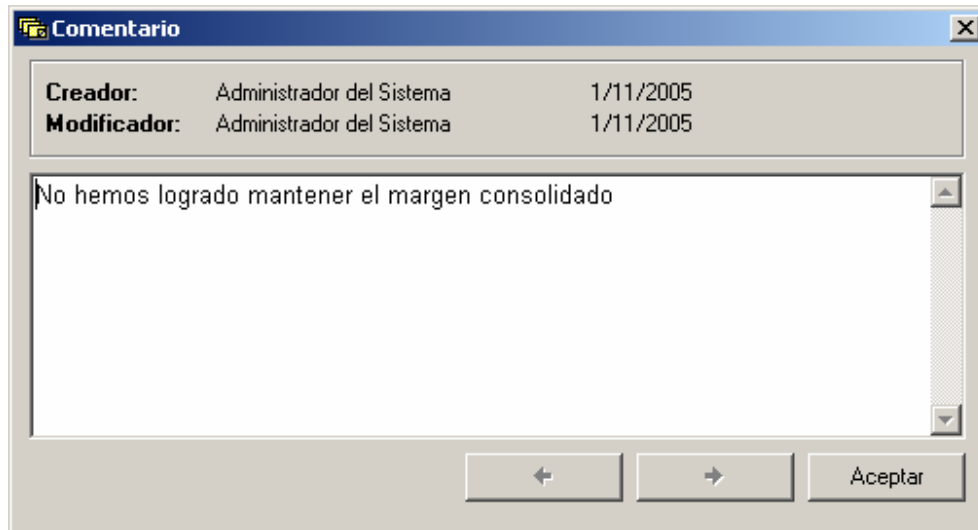 Comentario
Creador: Administrador del Sistema 1/11/2005
Modificador: Administrador del Sistema 1/11/2005
No hemos logrado mantener el margen consolidado
Aceptar